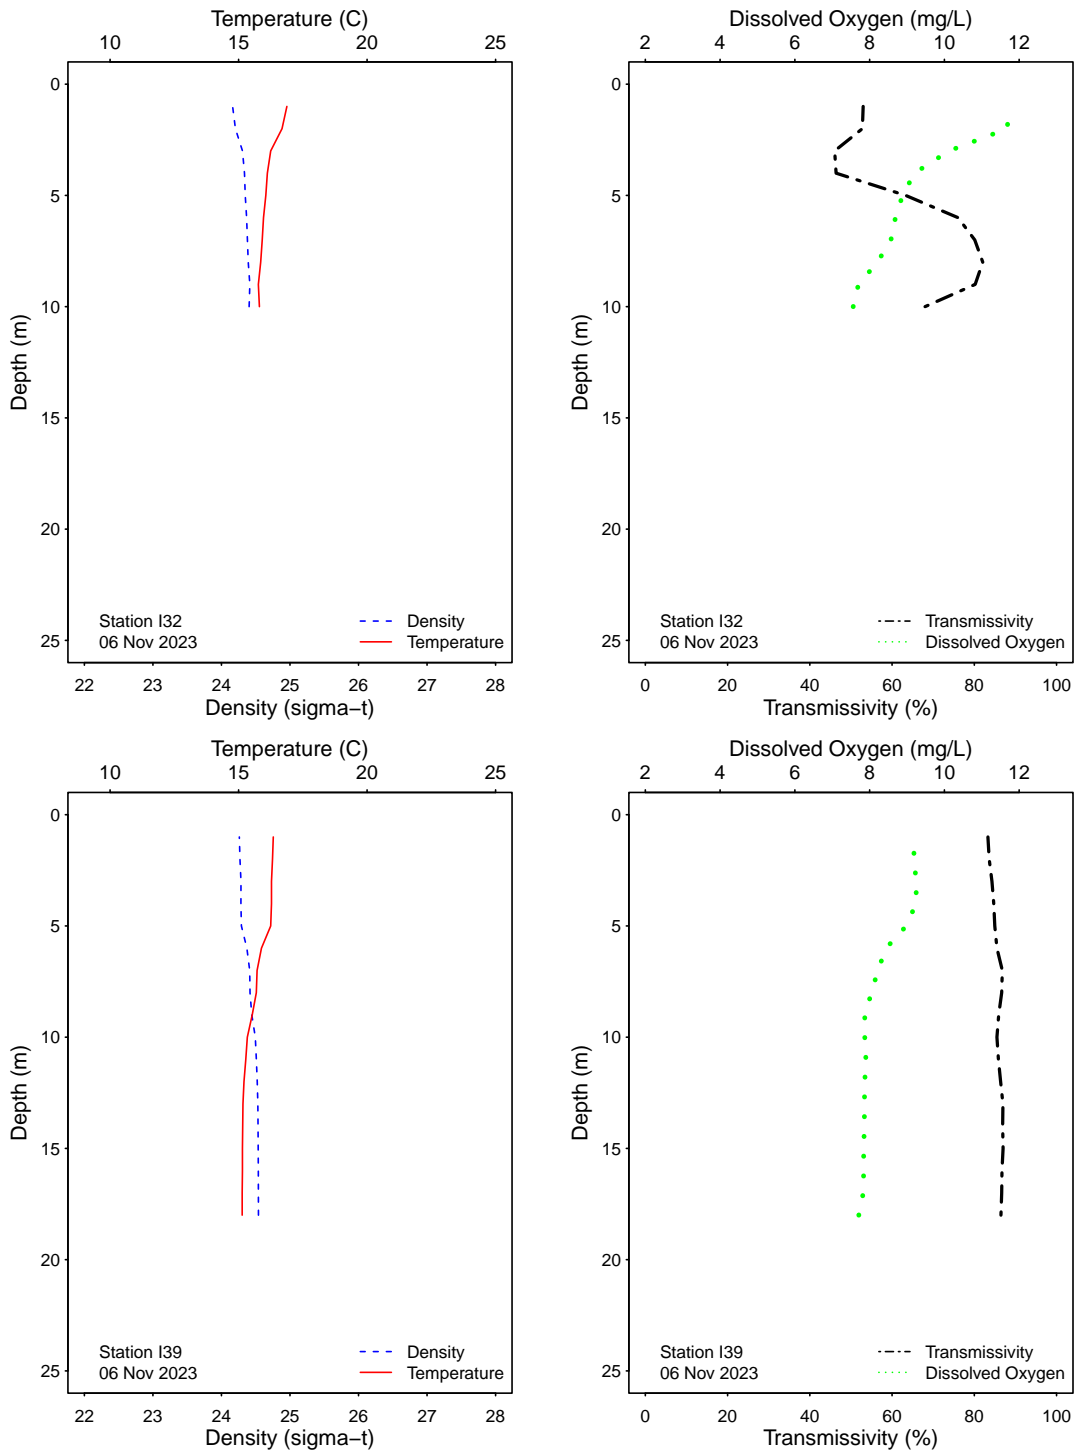 Temperature (C)
10 15 20 25
0
5
10
15
20
25
Depth (m)
Station I32
06 Nov 2023
Density
Temperature
22 23 24 25 26 27 28
Density (sigma−t)
Dissolved Oxygen (mg/L)
2 4 6 8 10 12
0
5
10
15
20
25
Depth (m)
Station I32
06 Nov 2023
Transmissivity
Dissolved Oxygen
0 20 40 60 80 100
Transmissivity (%)
Temperature (C)
10 15 20 25
0
5
10
15
20
25
Depth (m)
Station I39
06 Nov 2023
Density
Temperature
22 23 24 25 26 27 28
Density (sigma−t)
Dissolved Oxygen (mg/L)
2 4 6 8 10 12
0
5
10
15
20
25
Depth (m)
Station I39
06 Nov 2023
Transmissivity
Dissolved Oxygen
0 20 40 60 80 100
Transmissivity (%)